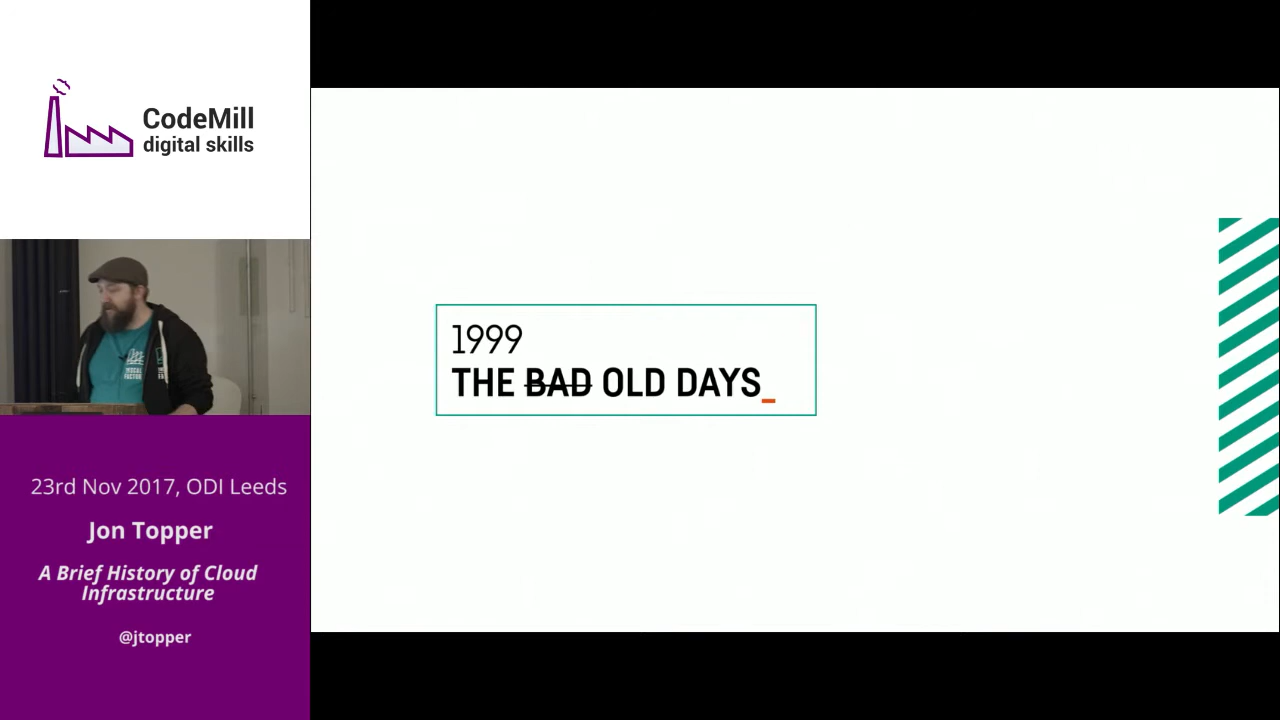 CodeMill
digital skills
23rd Nov 2017, ODI Leeds
Jon Topper
A Brief History of Cloud
Infrastructure
@jtopper
1999
THE BAD OLD DAYS_